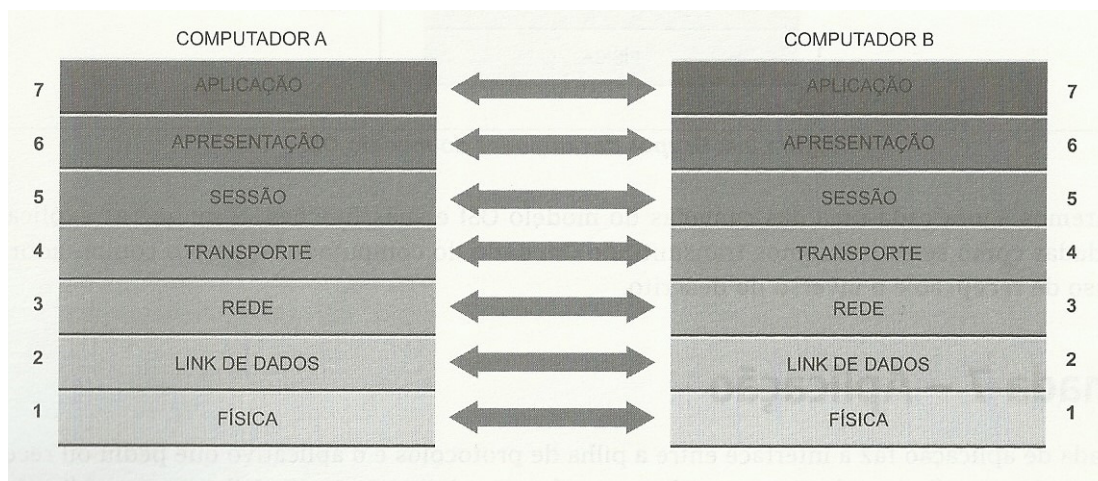 COMPUTADOR A COMPUTADOR B
7 APLICAÇÃO APLICAÇÃO 7
6 APRESENTAÇÃO APRESENTAÇÃO 6
5 SESSÃO SESSÃO 5
4 TRANSPORTE TRANSPORTE 4
3 REDE REDE 3
2 LINK DE DADOS LINK DE DADOS 2
1 FÍSICA FÍSICA 1